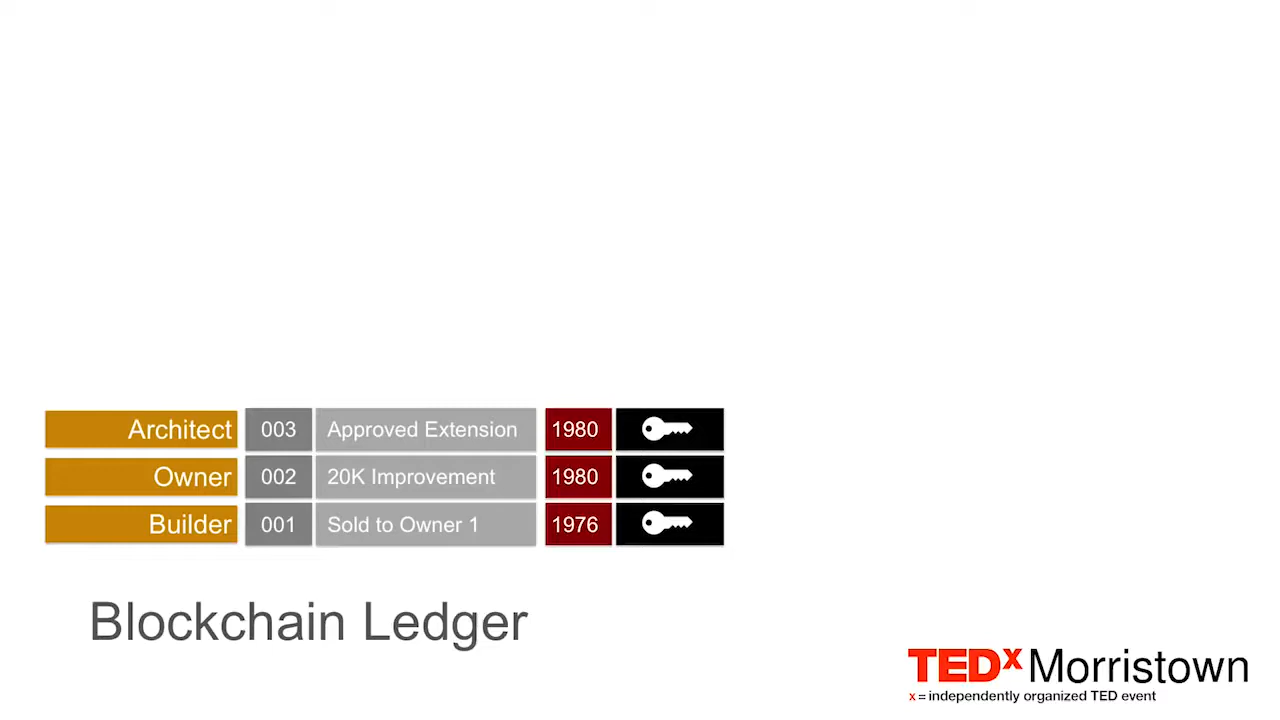 Architect 003 Approved Extension 1980
Owner 002 20K Improvement 1980
Builder 001 Sold to Owner 1 1976
Blockchain Ledger
TEDx Morristown
x = independently organized TED event